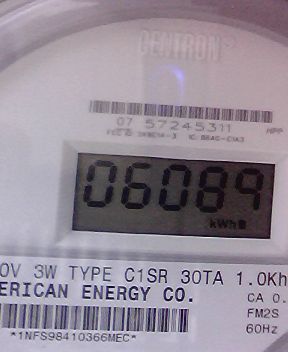 CENTRON®
07 57245311
HPP
06089
kWh
0V 3W TYPE C1SR 30TA 1.0Kh
ERICAN ENERGY CO.
CA 0.
FM2S
60Hz
*1NFS98410366MEC*